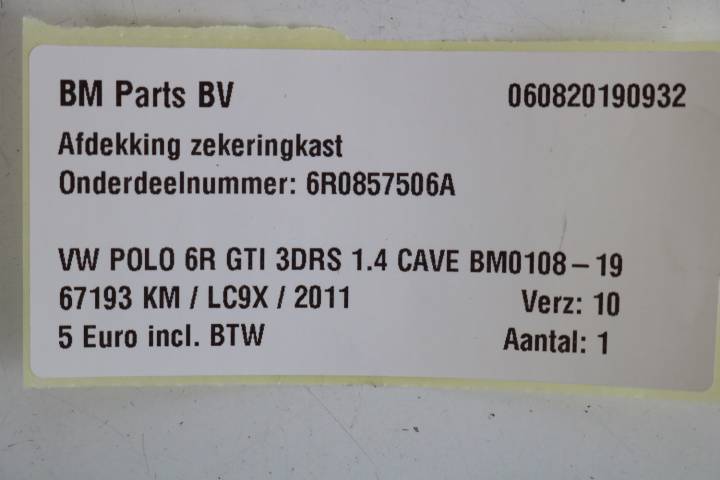 BM Parts BV 060820190932
Afdekking zekeringkast
Onderdeelnummer: 6R0857506A
VW POLO 6R GTI 3DRS 1.4 CAVE BM0108-19
67193 KM / LC9X / 2011 Verz: 10
5 Euro incl. BTW Aantal: 1